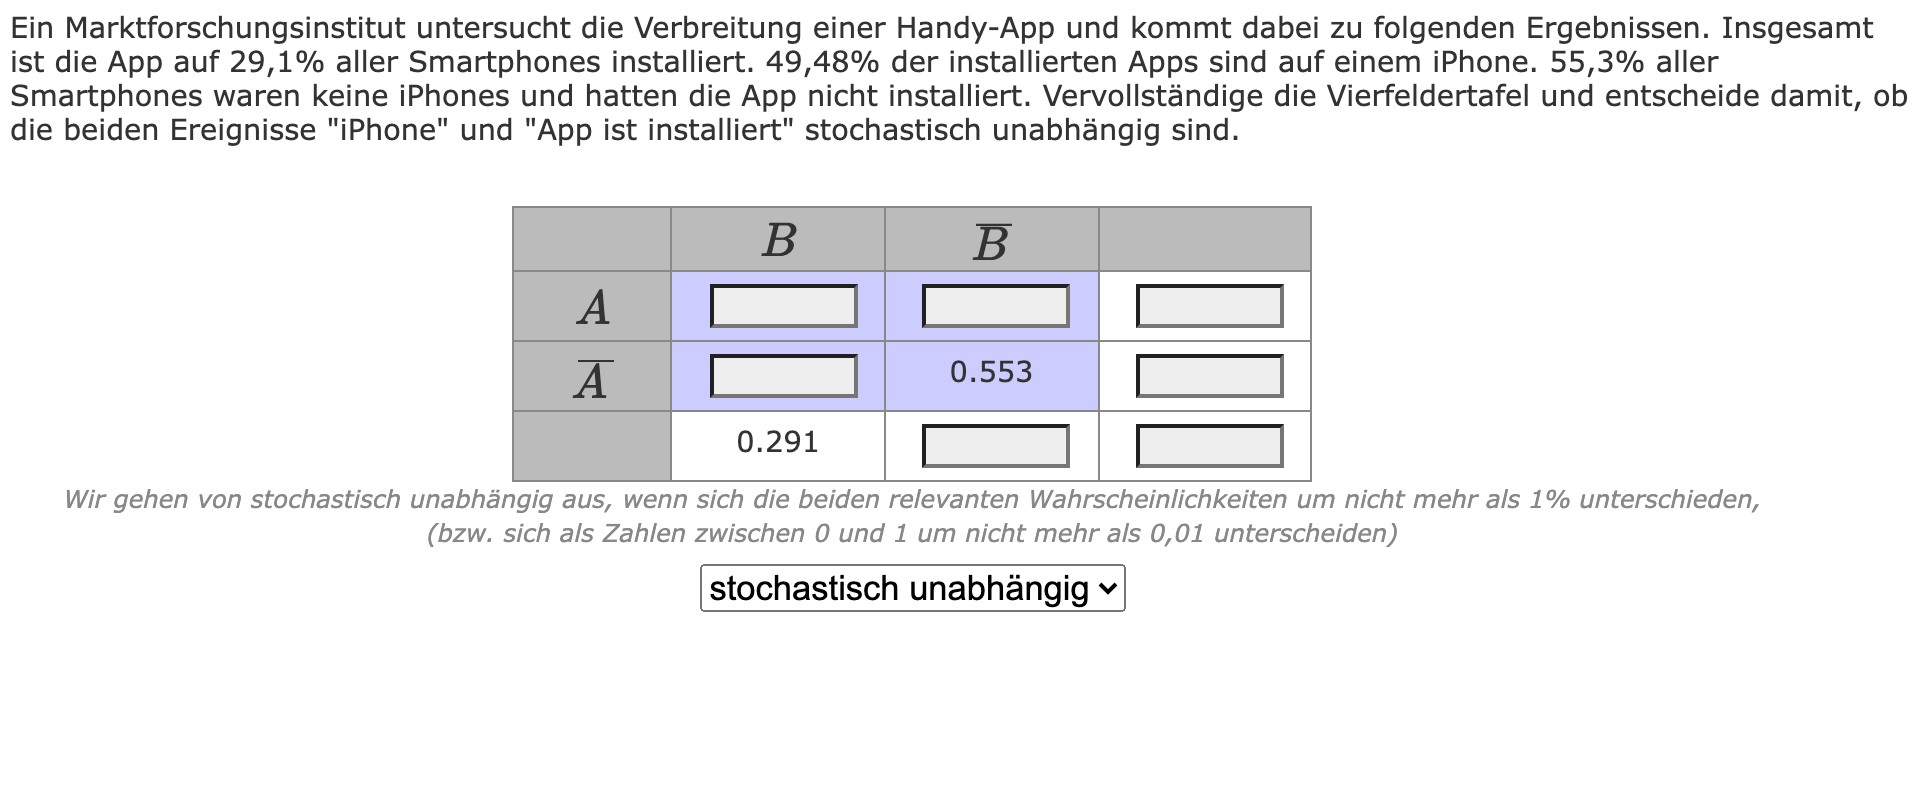 Ein Marktforschungsinstitut untersucht die Verbreitung einer Handy-App und kommt dabei zu folgenden Ergebnissen. Insgesamt
ist die App auf 29,1% aller Smartphones installiert. 49,48% der installierten Apps sind auf einem iPhone. 55,3% aller
Smartphones waren keine iPhones und hatten die App nicht installiert. Vervollständige die Vierfeldertafel und entscheide damit, ob
die beiden Ereignisse "iPhone" und "App ist installiert" stochastisch unabhängig sind.
B B̅
A
A̅ 0.553
0.291
Wir gehen von stochastisch unabhängig aus, wenn sich die beiden relevanten Wahrscheinlichkeiten um nicht mehr als 1% unterschieden,
(bzw. sich als Zahlen zwischen 0 und 1 um nicht mehr als 0,01 unterscheiden)
stochastisch unabhängig